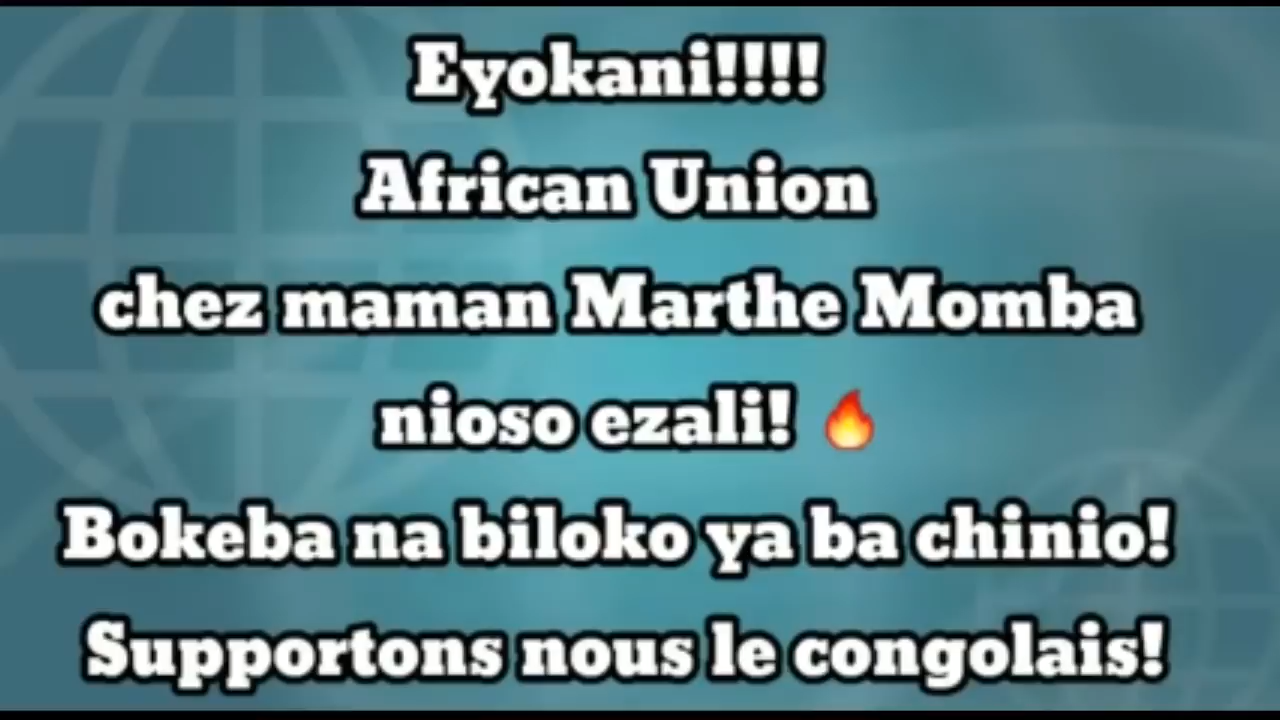 Eyokani!!!!
African Union
chez maman Marthe Momba
nioso ezali! 🔥
Bokeba na biloko ya ba chinio!
Supportons nous le congolais!